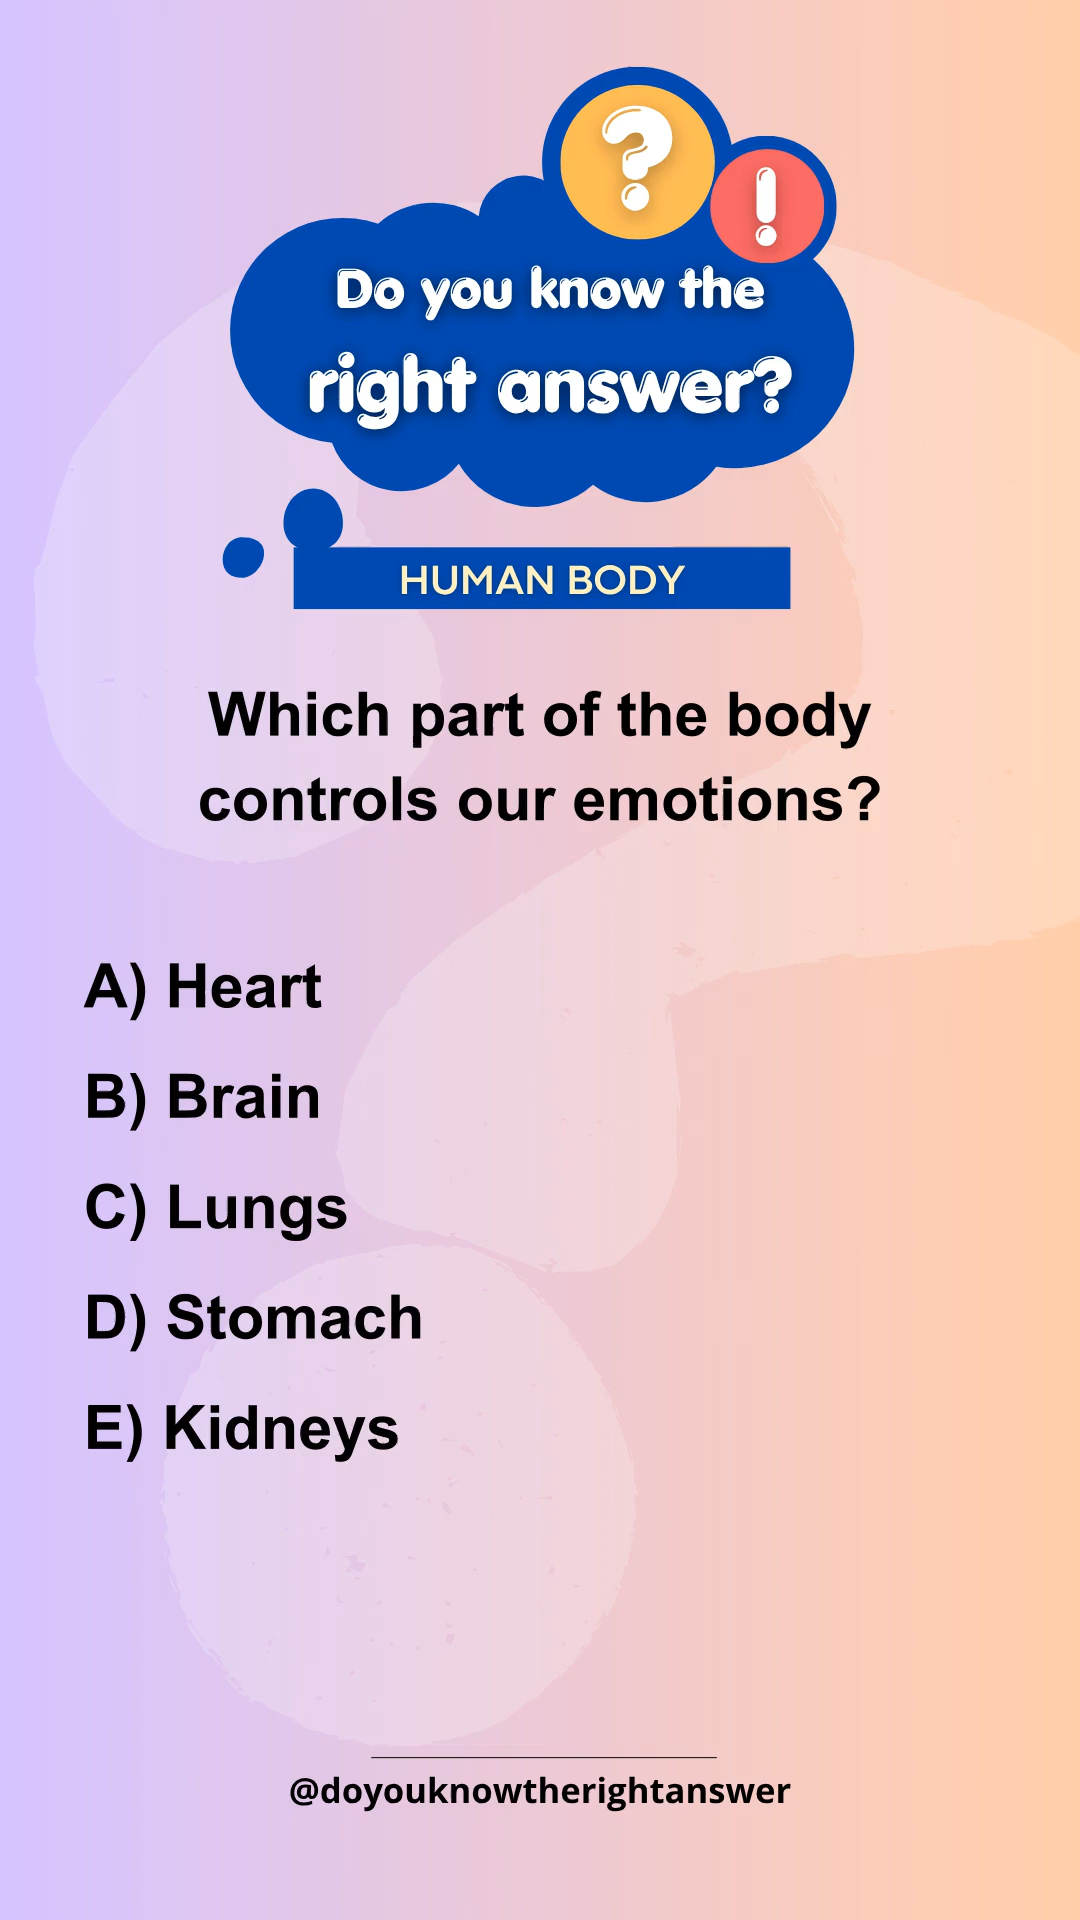 ?
!
Do you know the
right answer?
HUMAN BODY
Which part of the body
controls our emotions?
A) Heart
B) Brain
C) Lungs
D) Stomach
E) Kidneys
@doyouknowtherightanswer